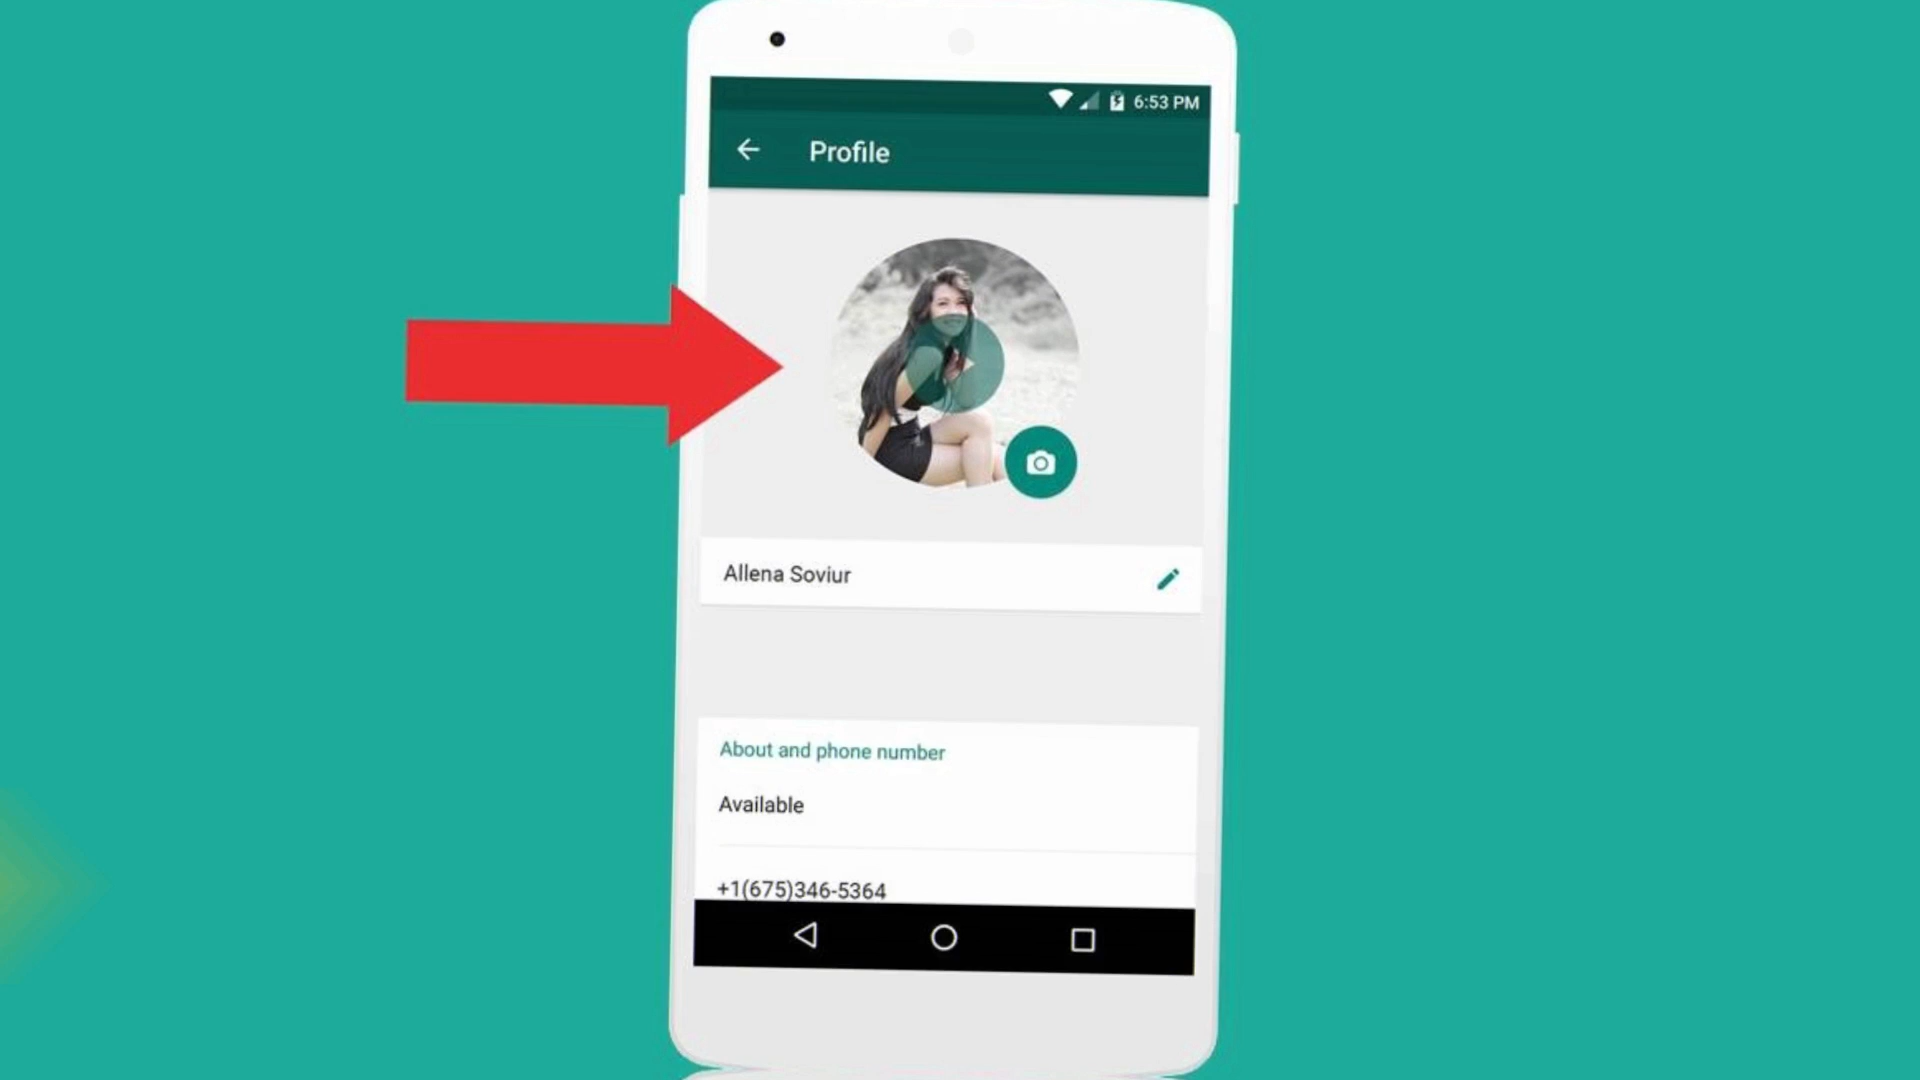 6:53 PM
Profile
Allena Soviur
About and phone number
Available
+1(675)346-5364